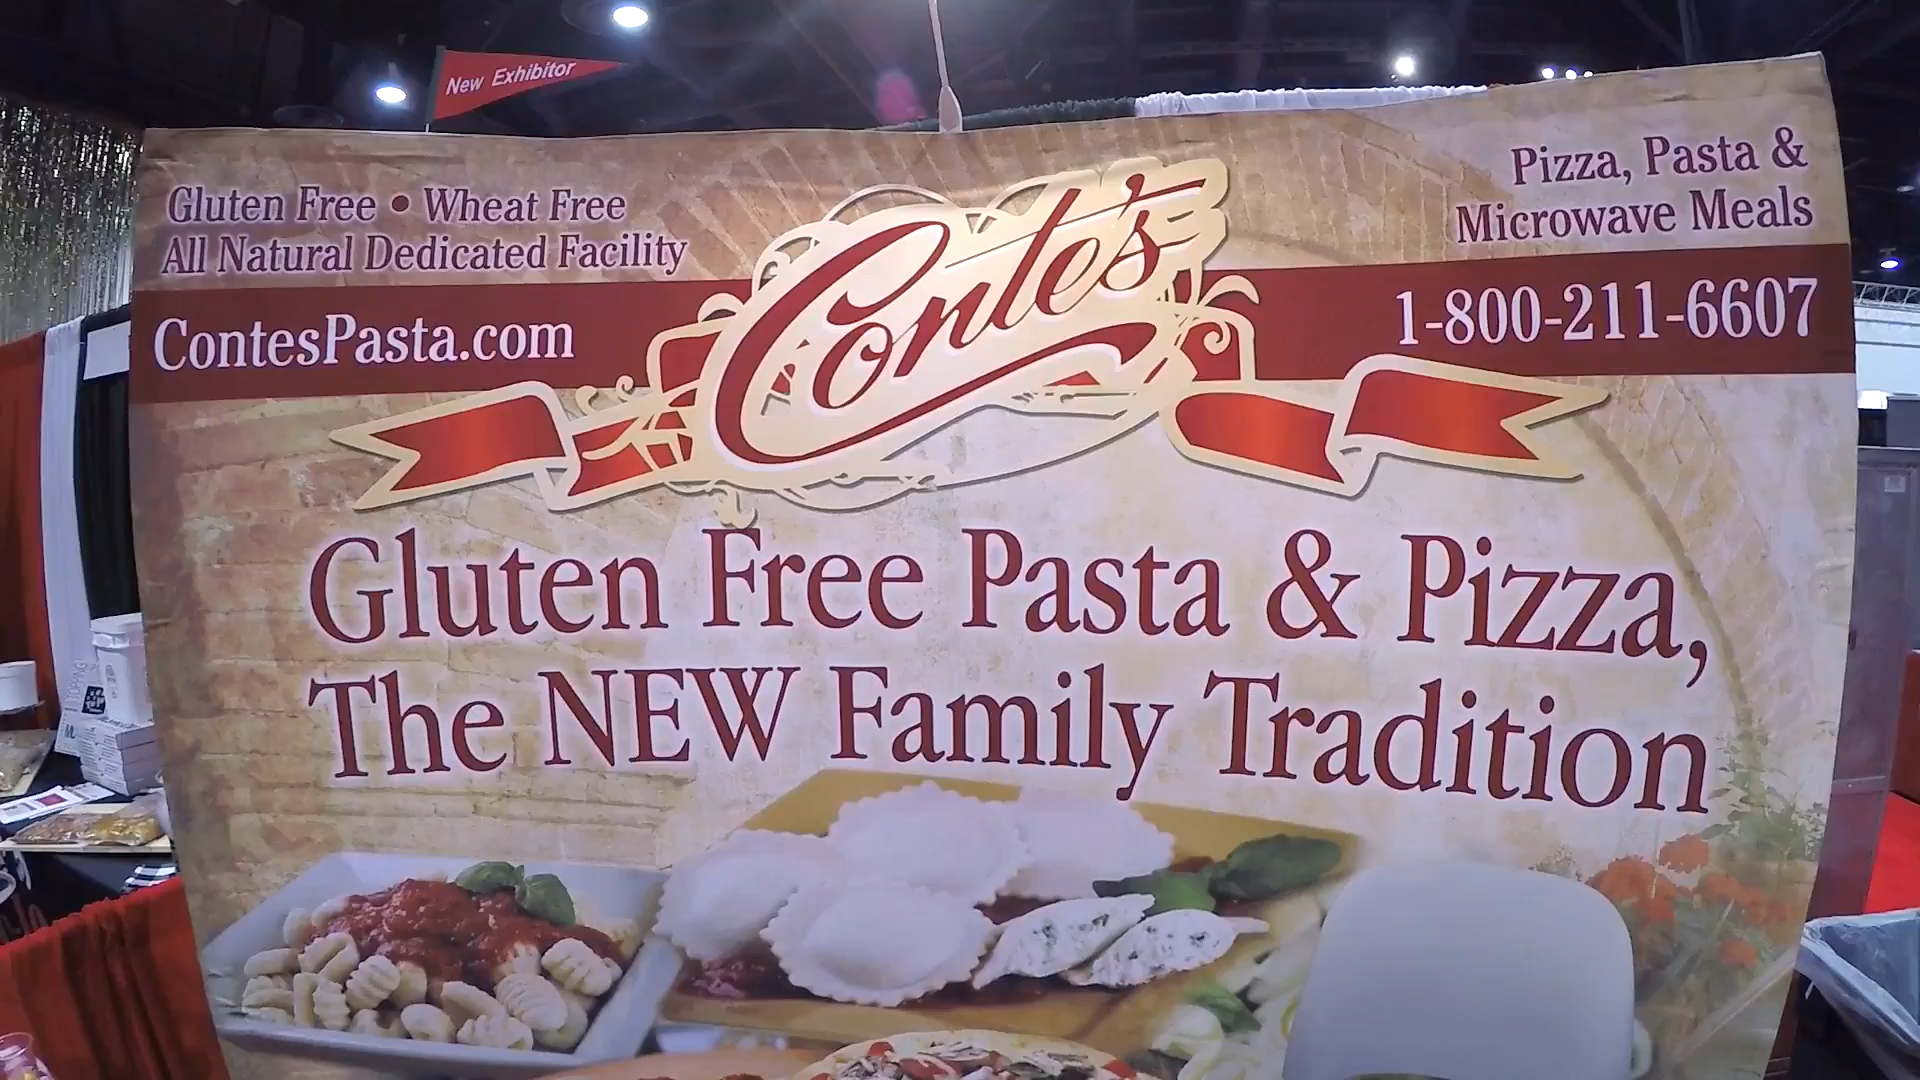 New Exhibitor
Gluten Free • Wheat Free
All Natural Dedicated Facility
ContesPasta.com
Conte's
Pizza, Pasta &
Microwave Meals
1-800-211-6607
Gluten Free Pasta & Pizza,
The NEW Family Tradition